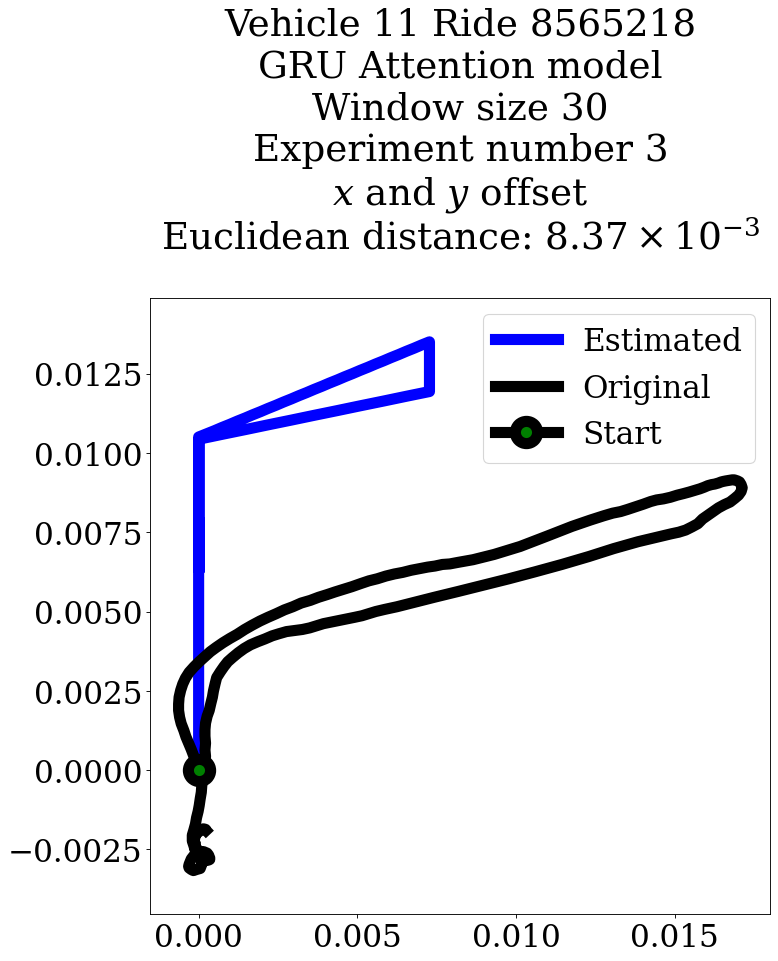 Vehicle 11 Ride 8565218
GRU Attention model
Window size 30
Experiment number 3
x and y offset
Euclidean distance: 8.37 × 10⁻³
Estimated
Original
Start
0.0125
0.0100
0.0075
0.0050
0.0025
0.0000
−0.0025
0.000 0.005 0.010 0.015